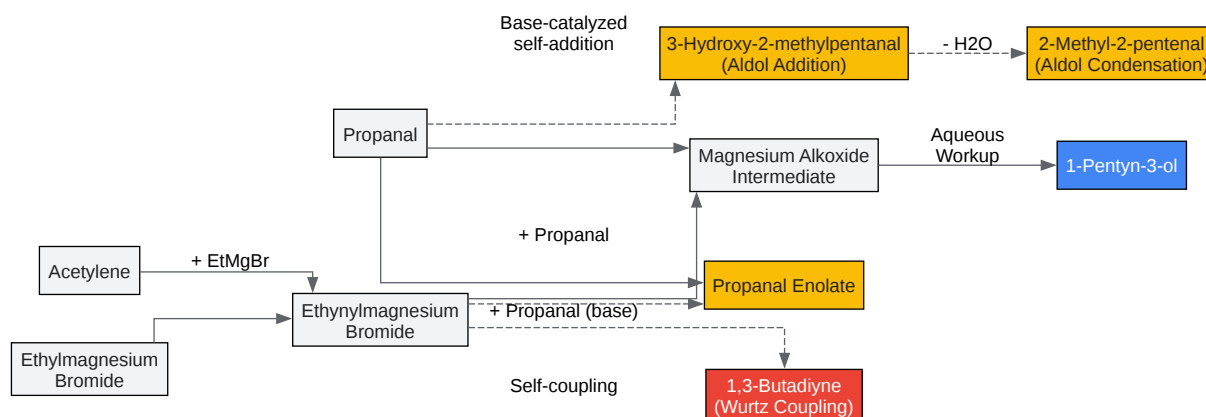 Base-catalyzed
self-addition
3-Hydroxy-2-methylpentanal
(Aldol Addition)
- H2O
2-Methyl-2-pentenal
(Aldol Condensation)
Propanal
Magnesium Alkoxide
Intermediate
Aqueous
Workup
1-Pentyn-3-ol
+ Propanal
Acetylene
+ EtMgBr
Propanal Enolate
Ethynylmagnesium
Bromide
+ Propanal (base)
Ethylmagnesium
Bromide
Self-coupling
1,3-Butadiyne
(Wurtz Coupling)